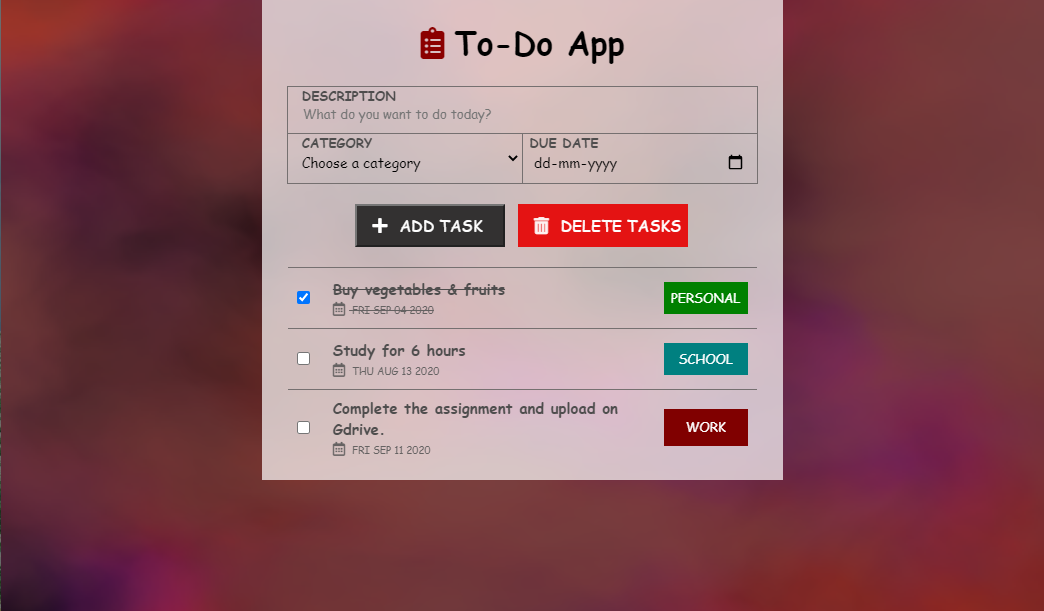 To-Do App
DESCRIPTION
What do you want to do today?
CATEGORY
Choose a category
DUE DATE
dd-mm-yyyy
ADD TASK
DELETE TASKS
Buy vegetables & fruits
FRI SEP 04 2020
PERSONAL
Study for 6 hours
THU AUG 13 2020
SCHOOL
Complete the assignment and upload on
Gdrive.
FRI SEP 11 2020
WORK